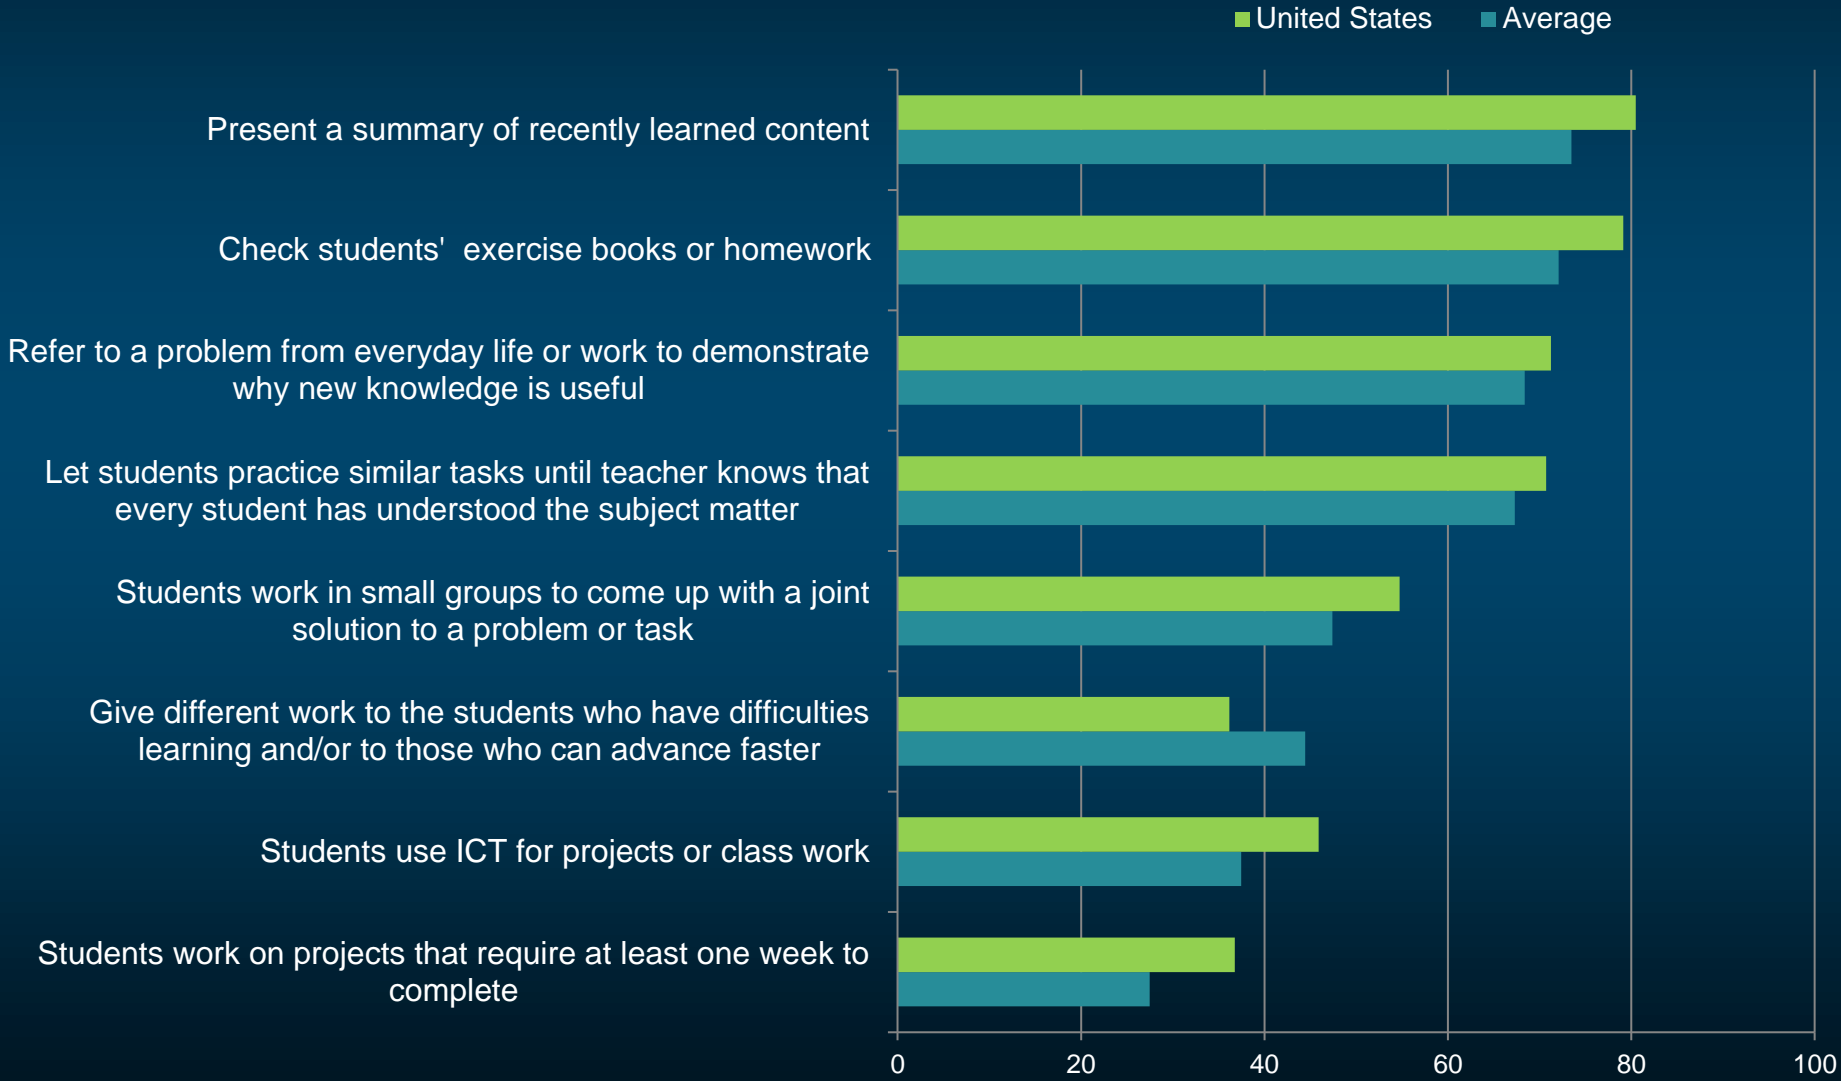 United States Average
Present a summary of recently learned content
Check students'  exercise books or homework
Refer to a problem from everyday life or work to demonstrate
why new knowledge is useful
Let students practice similar tasks until teacher knows that
every student has understood the subject matter
Students work in small groups to come up with a joint
solution to a problem or task
Give different work to the students who have difficulties
learning and/or to those who can advance faster
Students use ICT for projects or class work
Students work on projects that require at least one week to
complete
0 20 40 60 80 100